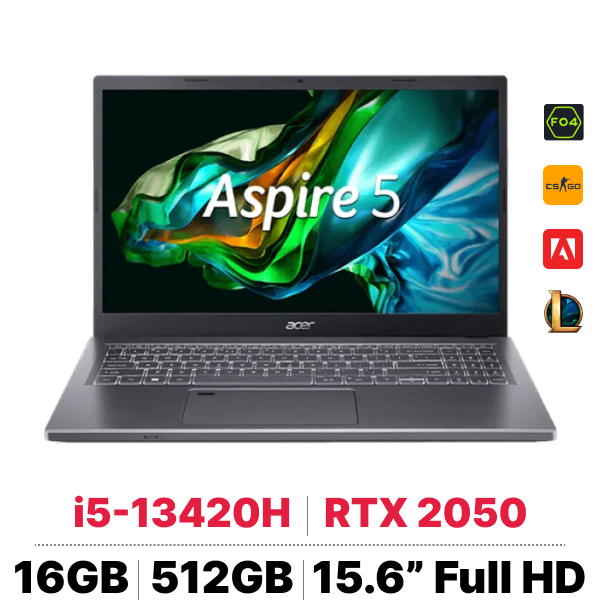 Aspire 5
acer
FO4
CS GO
L
i5-13420H | RTX 2050
16GB | 512GB | 15.6” Full HD